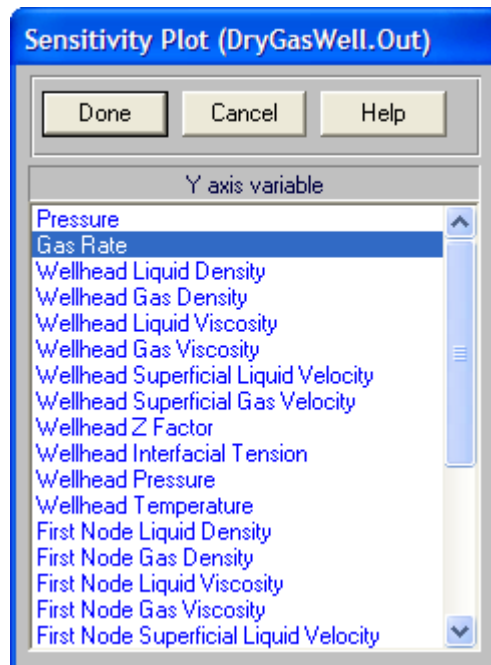 Sensitivity Plot (DryGasWell.Out)
Done Cancel Help
Y axis variable
Pressure
Gas Rate
Wellhead Liquid Density
Wellhead Gas Density
Wellhead Liquid Viscosity
Wellhead Gas Viscosity
Wellhead Superficial Liquid Velocity
Wellhead Superficial Gas Velocity
Wellhead Z Factor
Wellhead Interfacial Tension
Wellhead Pressure
Wellhead Temperature
First Node Liquid Density
First Node Gas Density
First Node Liquid Viscosity
First Node Gas Viscosity
First Node Superficial Liquid Velocity